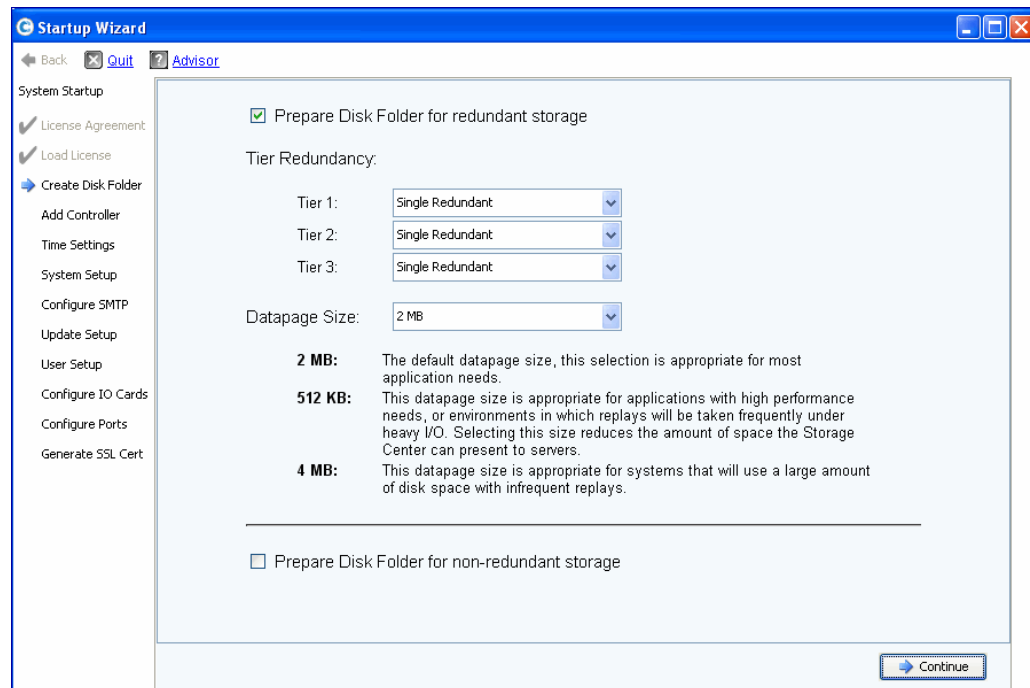 Startup Wizard
Back Quit Advisor
System Startup
License Agreement
Load License
Create Disk Folder
Add Controller
Time Settings
System Setup
Configure SMTP
Update Setup
User Setup
Configure IO Cards
Configure Ports
Generate SSL Cert
Prepare Disk Folder for redundant storage
Tier Redundancy:
Tier 1: Single Redundant
Tier 2: Single Redundant
Tier 3: Single Redundant
Datapage Size: 2 MB
2 MB: The default datapage size, this selection is appropriate for most
application needs.
512 KB: This datapage size is appropriate for applications with high performance
needs, or environments in which replays will be taken frequently under
heavy I/O. Selecting this size reduces the amount of space the Storage
Center can present to servers.
4 MB: This datapage size is appropriate for systems that will use a large amount
of disk space with infrequent replays.
Prepare Disk Folder for non-redundant storage
Continue